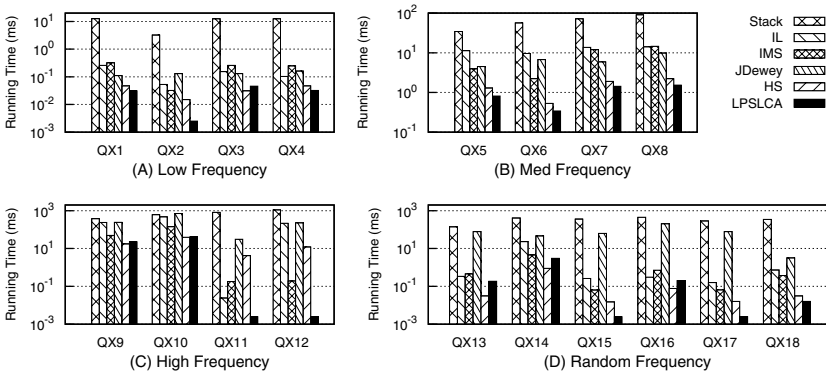 Running Time (ms)
10^1
10^0
10^-1
10^-2
10^-3
QX1 QX2 QX3 QX4
(A) Low Frequency
Running Time (ms)
10^2
10^1
10^0
10^-1
QX5 QX6 QX7 QX8
(B) Med Frequency
Stack
IL
IMS
JDewey
HS
LPSLCA
Running Time (ms)
10^3
10^1
10^-1
10^-3
QX9 QX10 QX11 QX12
(C) High Frequency
Running Time (ms)
10^3
10^1
10^-1
10^-3
QX13 QX14 QX15 QX16 QX17 QX18
(D) Random Frequency